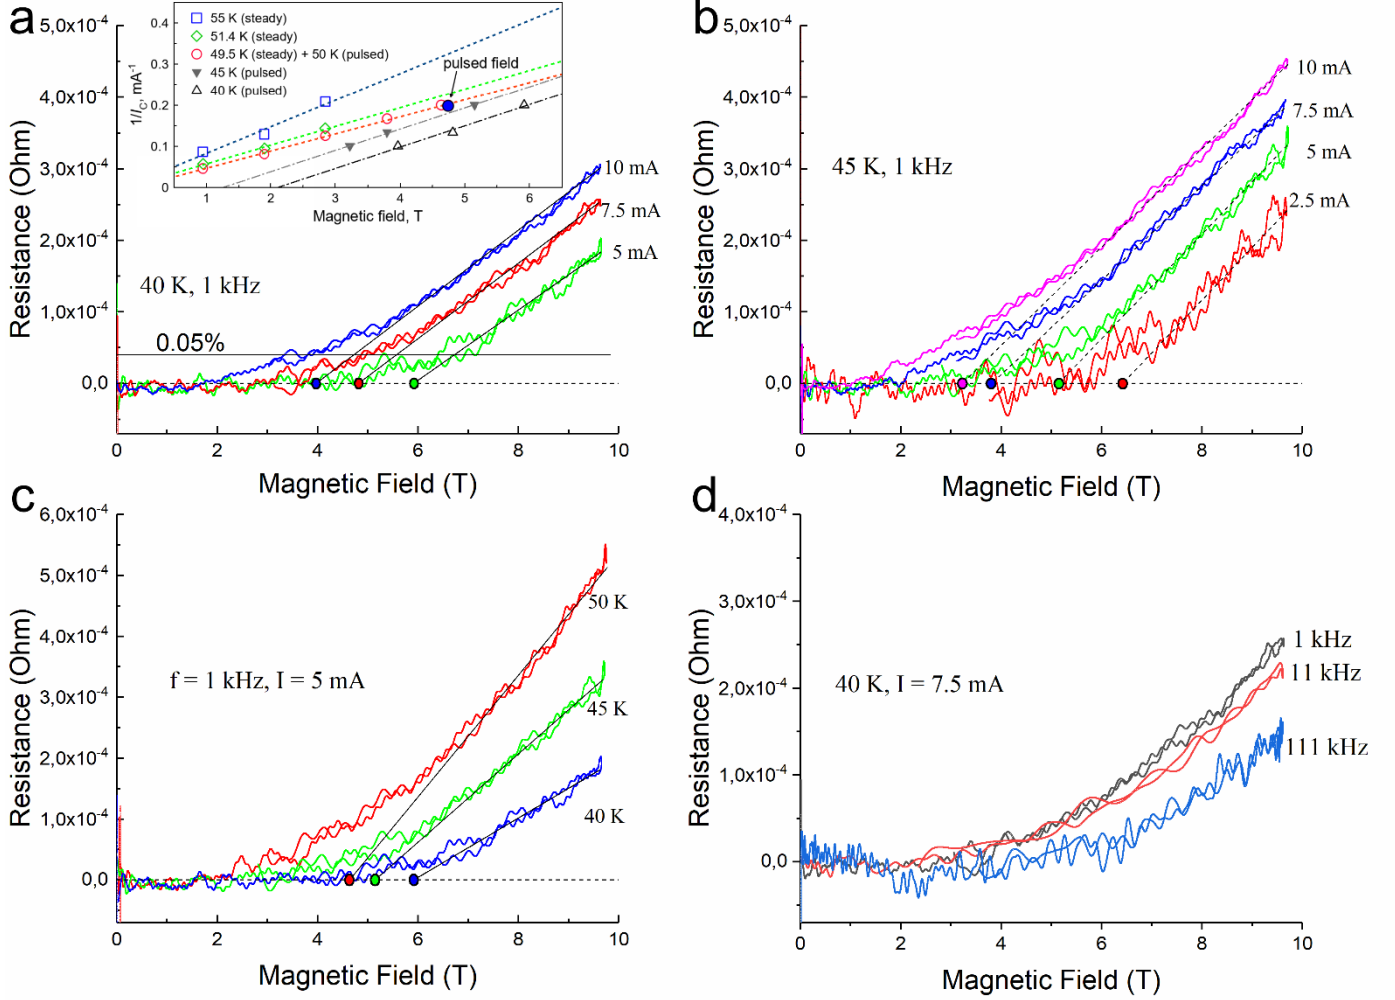 a
5,0x10⁻⁴
4,0x10⁻⁴
3,0x10⁻⁴
2,0x10⁻⁴
1,0x10⁻⁴
0,0
Resistance (Ohm)
0 2 4 6 8 10
Magnetic Field (T)
40 K, 1 kHz
0.05%
10 mA
7.5 mA
5 mA
0.4
0.3
0.2
0.1
0
1/I_C, mA⁻¹
1 2 3 4 5 6
Magnetic field, T
55 K (steady)
51.4 K (steady)
49.5 K (steady) + 50 K (pulsed)
45 K (pulsed)
40 K (pulsed)
pulsed field
b
5,0x10⁻⁴
4,0x10⁻⁴
3,0x10⁻⁴
2,0x10⁻⁴
1,0x10⁻⁴
0,0
Resistance (Ohm)
0 2 4 6 8 10
Magnetic Field (T)
45 K, 1 kHz
10 mA
7.5 mA
5 mA
2.5 mA
c
6,0x10⁻⁴
5,0x10⁻⁴
4,0x10⁻⁴
3,0x10⁻⁴
2,0x10⁻⁴
1,0x10⁻⁴
0,0
Resistance (Ohm)
0 2 4 6 8 10
Magnetic Field (T)
f = 1 kHz, I = 5 mA
50 K
45 K
40 K
d
4,0x10⁻⁴
3,0x10⁻⁴
2,0x10⁻⁴
1,0x10⁻⁴
0,0
Resistance (Ohm)
0 2 4 6 8 10
Magnetic Field (T)
40 K, I = 7.5 mA
1 kHz
11 kHz
111 kHz